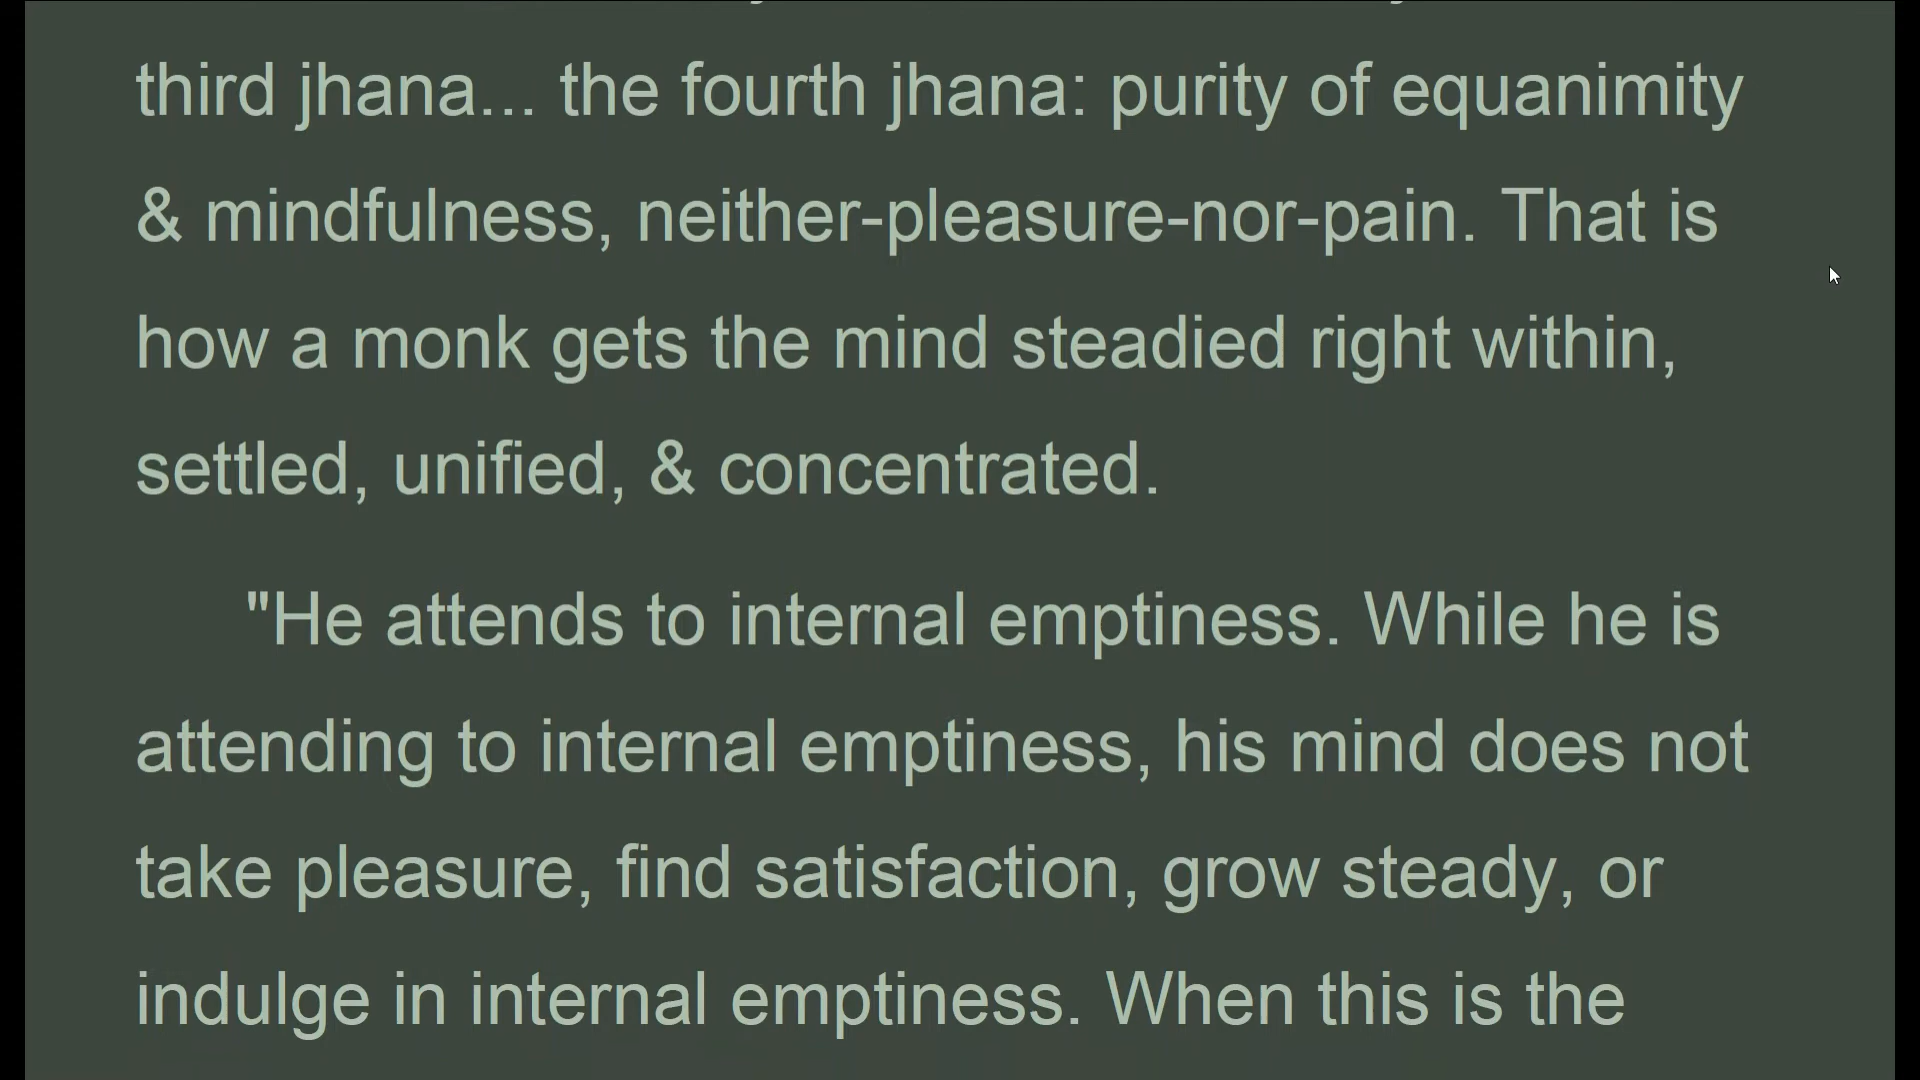 third jhana... the fourth jhana: purity of equanimity
& mindfulness, neither-pleasure-nor-pain. That is
how a monk gets the mind steadied right within,
settled, unified, & concentrated.
"He attends to internal emptiness. While he is
attending to internal emptiness, his mind does not
take pleasure, find satisfaction, grow steady, or
indulge in internal emptiness. When this is the